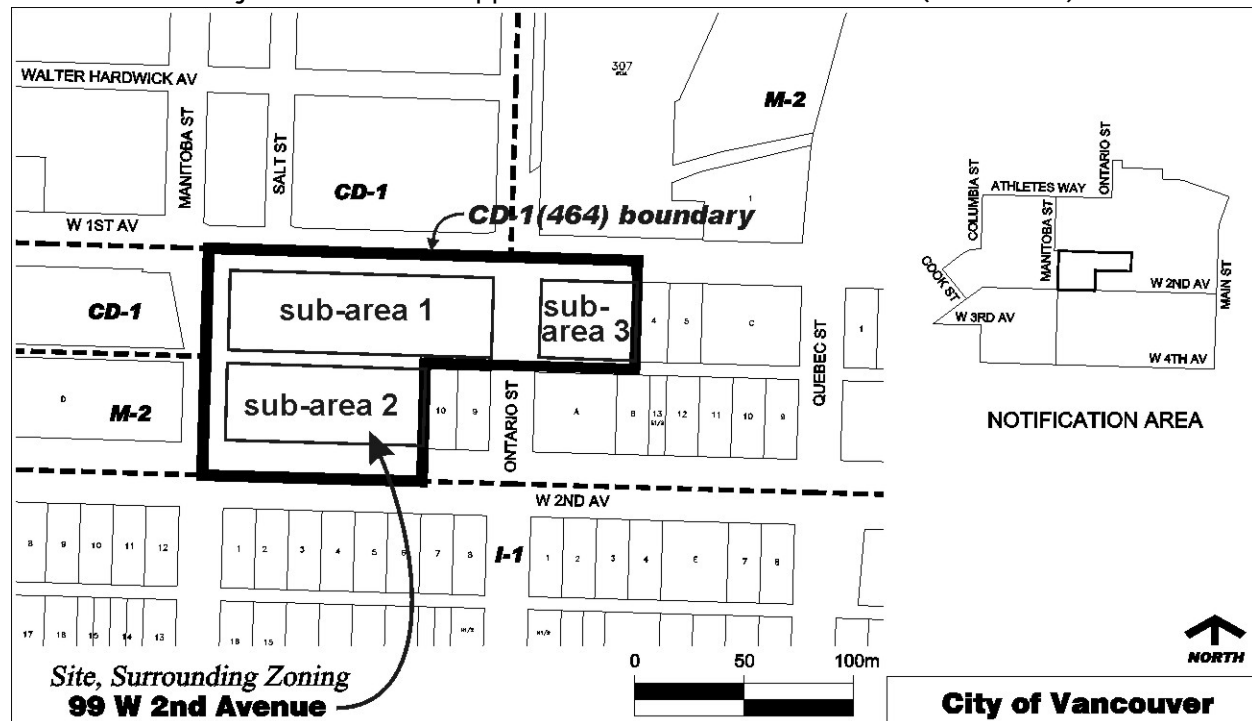 WALTER HARDWICK AV
MANITOBA ST
SALT ST
307
M-2
CD-1
CD-1(464) boundary
W 1ST AV
CD-1
sub-area 1
sub-
area 3
4
5
C
1
1
QUEBEC ST
D
M-2
sub-area 2
10
9
ONTARIO ST
A
8
13
12
11
10
9
W 2ND AV
8
9
10
11
12
1
2
3
4
5
6
7
8
I-1
1
2
3
4
E
7
8
17
18
15
14
13
16
15
Site, Surrounding Zoning
99 W 2nd Avenue
0
50
100m
COLUMBIA ST
ATHLETES WAY
ONTARIO ST
MANITOBA ST
COOK ST
W 2ND AV
MAIN ST
W 3RD AV
W 4TH AV
NOTIFICATION AREA
NORTH
City of Vancouver